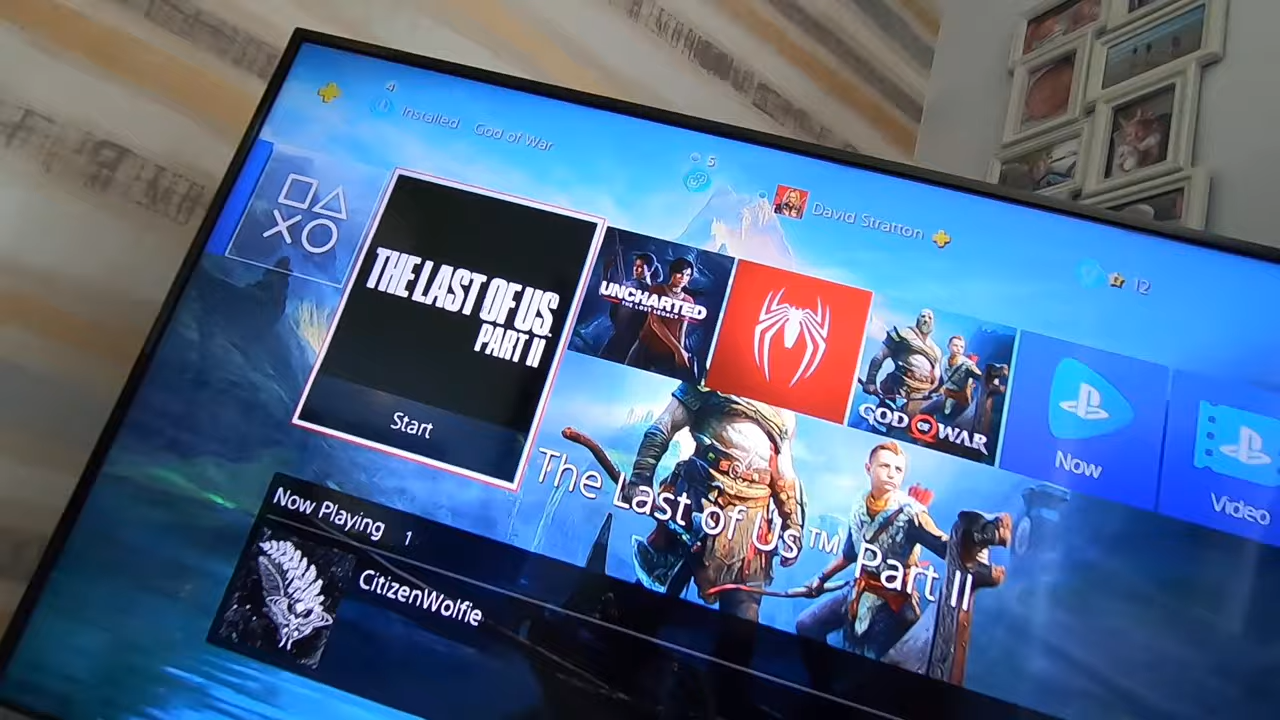 4
Installed God of War
5
David Stratton
12
THE LAST OF US
PART II
Start
UNCHARTED
THE LOST LEGACY
GOD OF WAR
Now
Video
The Last of Us™ Part II
Now Playing 1
CitizenWolfie